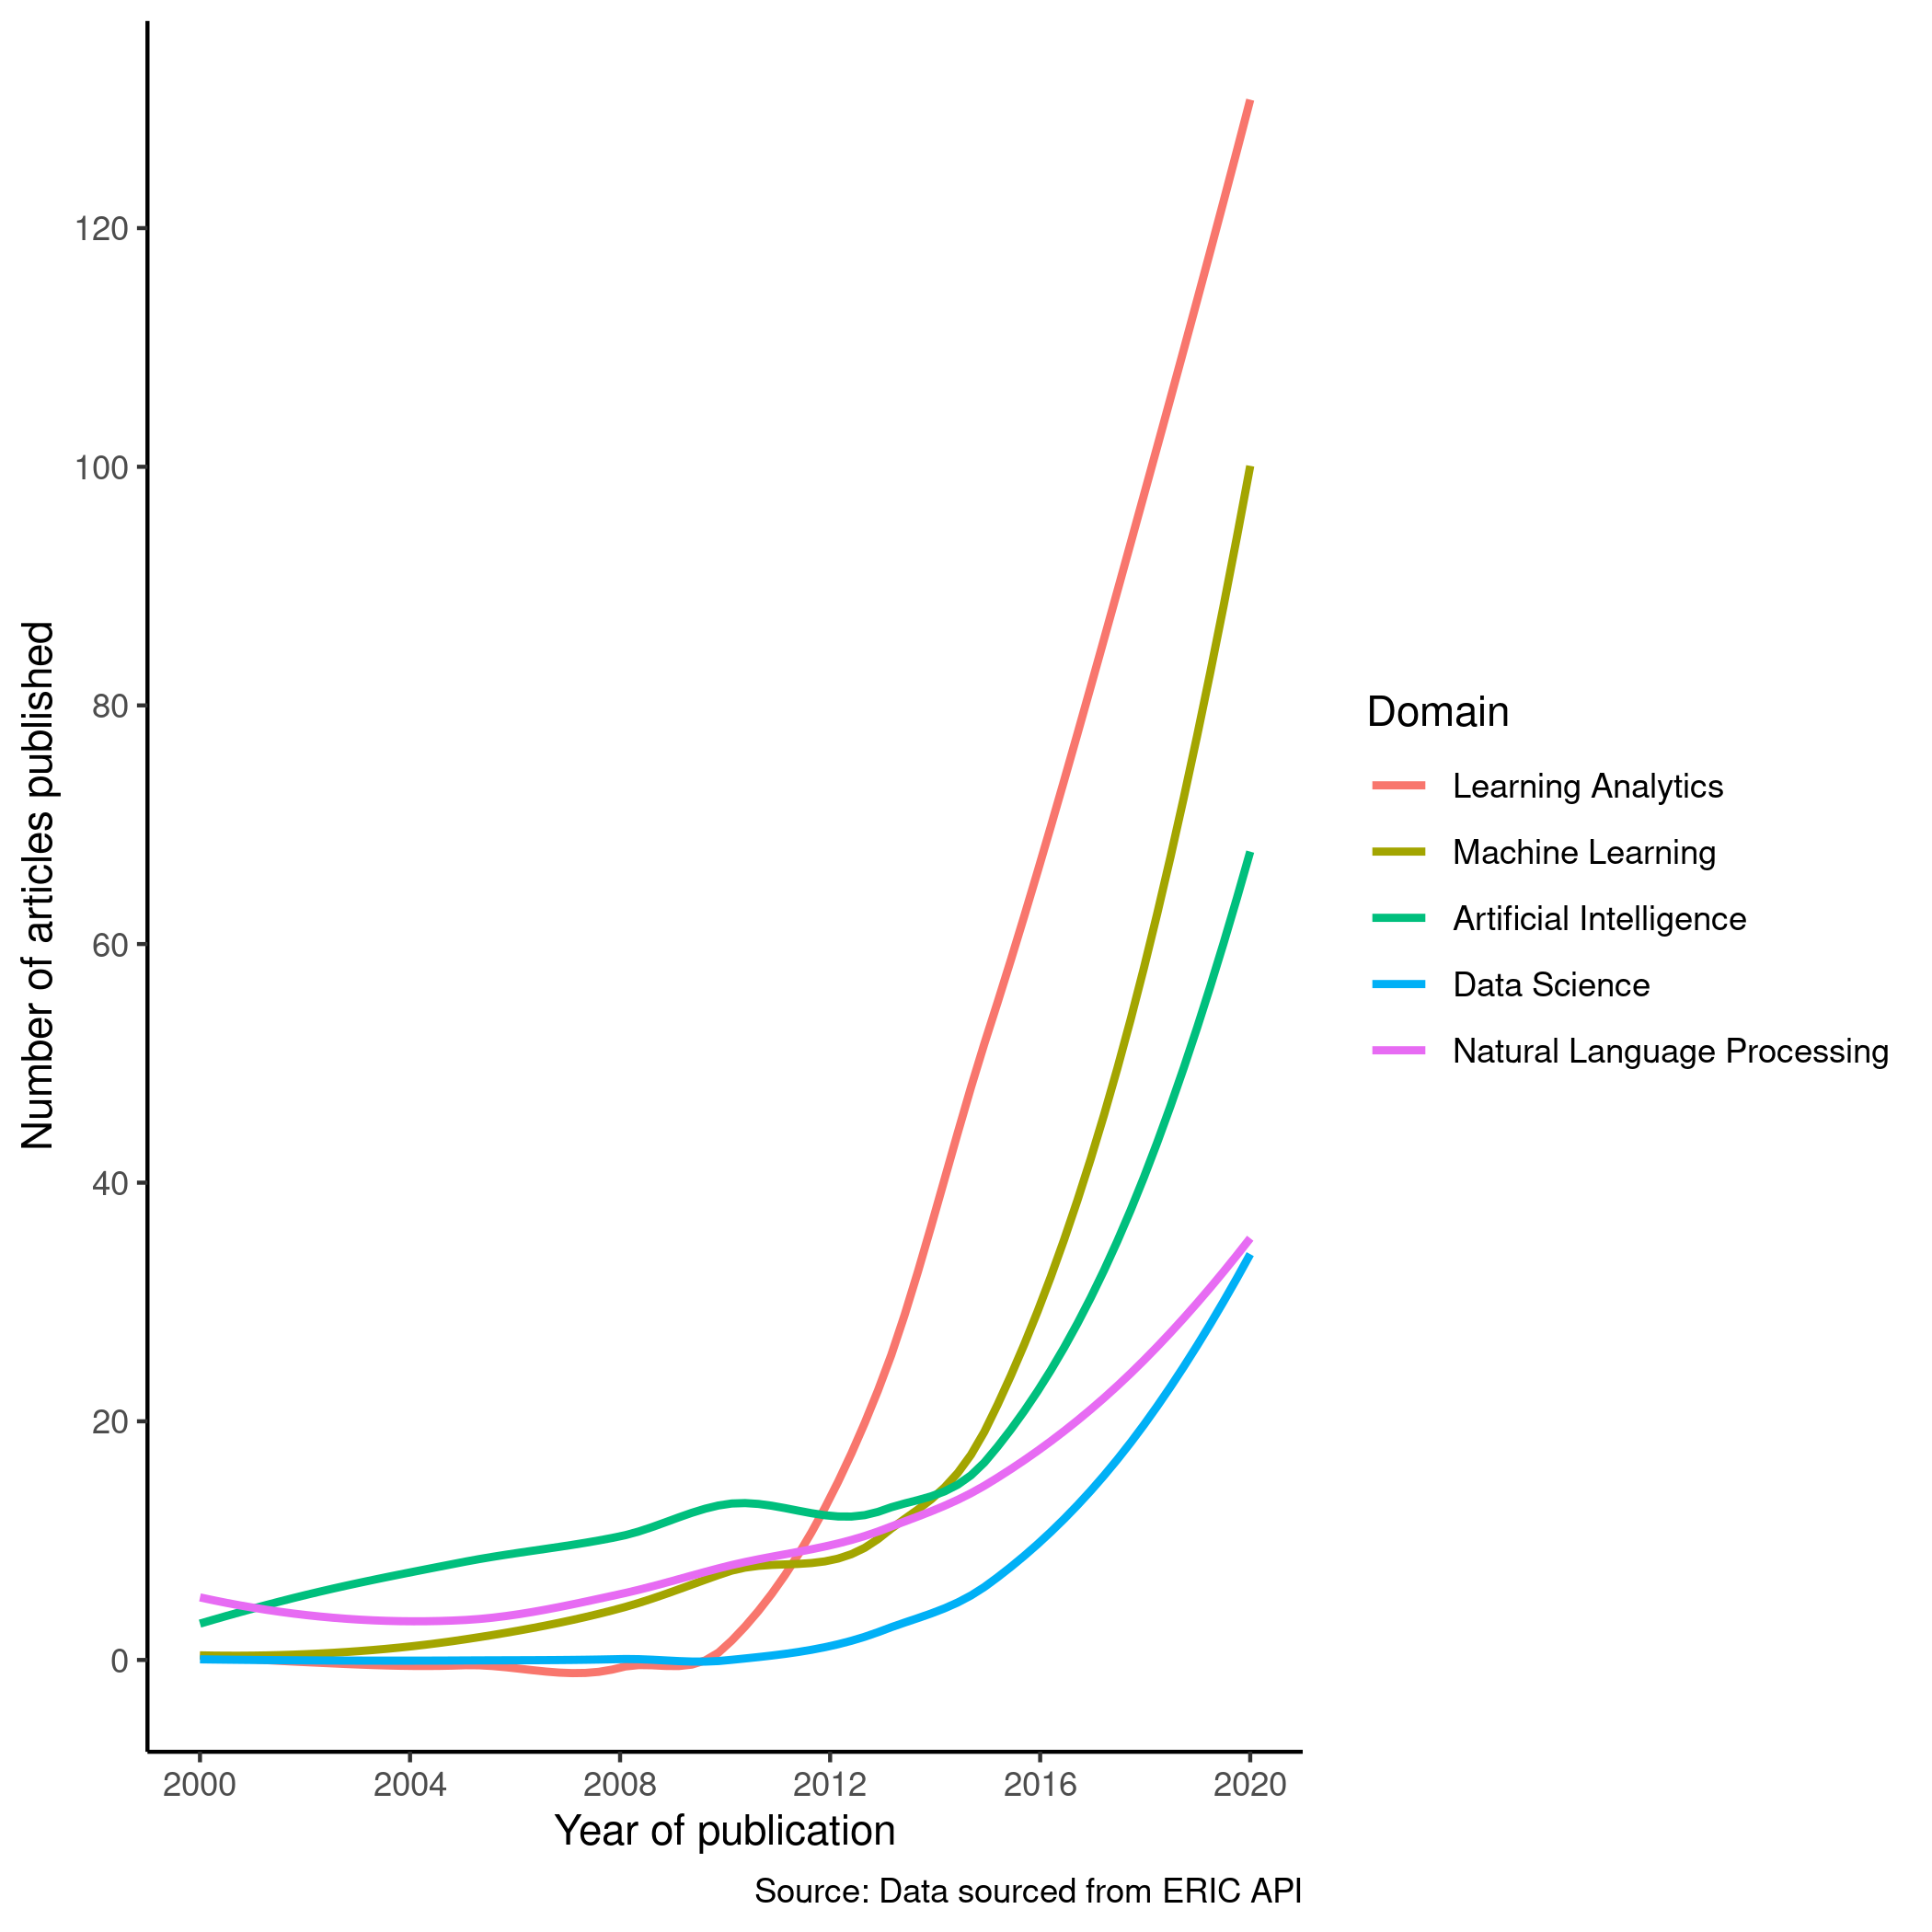 Number of articles published
120
100
80
60
40
20
0
2000 2004 2008 2012 2016 2020
Year of publication
Source: Data sourced from ERIC API
Domain
Learning Analytics
Machine Learning
Artificial Intelligence
Data Science
Natural Language Processing